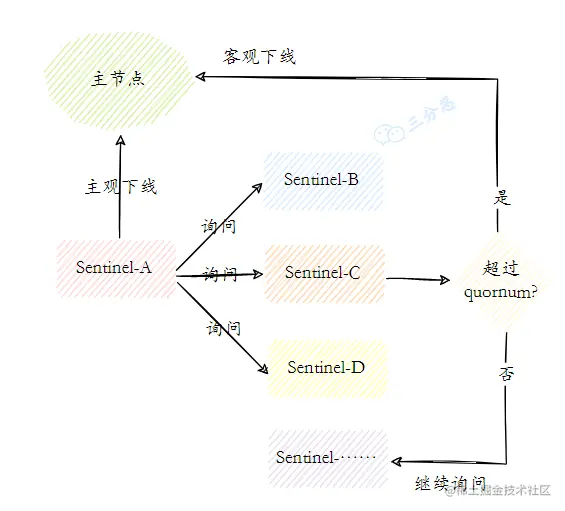 客观下线
主节点
三分恶
主观下线
Sentinel-B
询问
是
Sentinel-A
询问
Sentinel-C
超过
quornum?
询问
Sentinel-D
否
Sentinel-······
继续询问
@稀土掘金技术社区